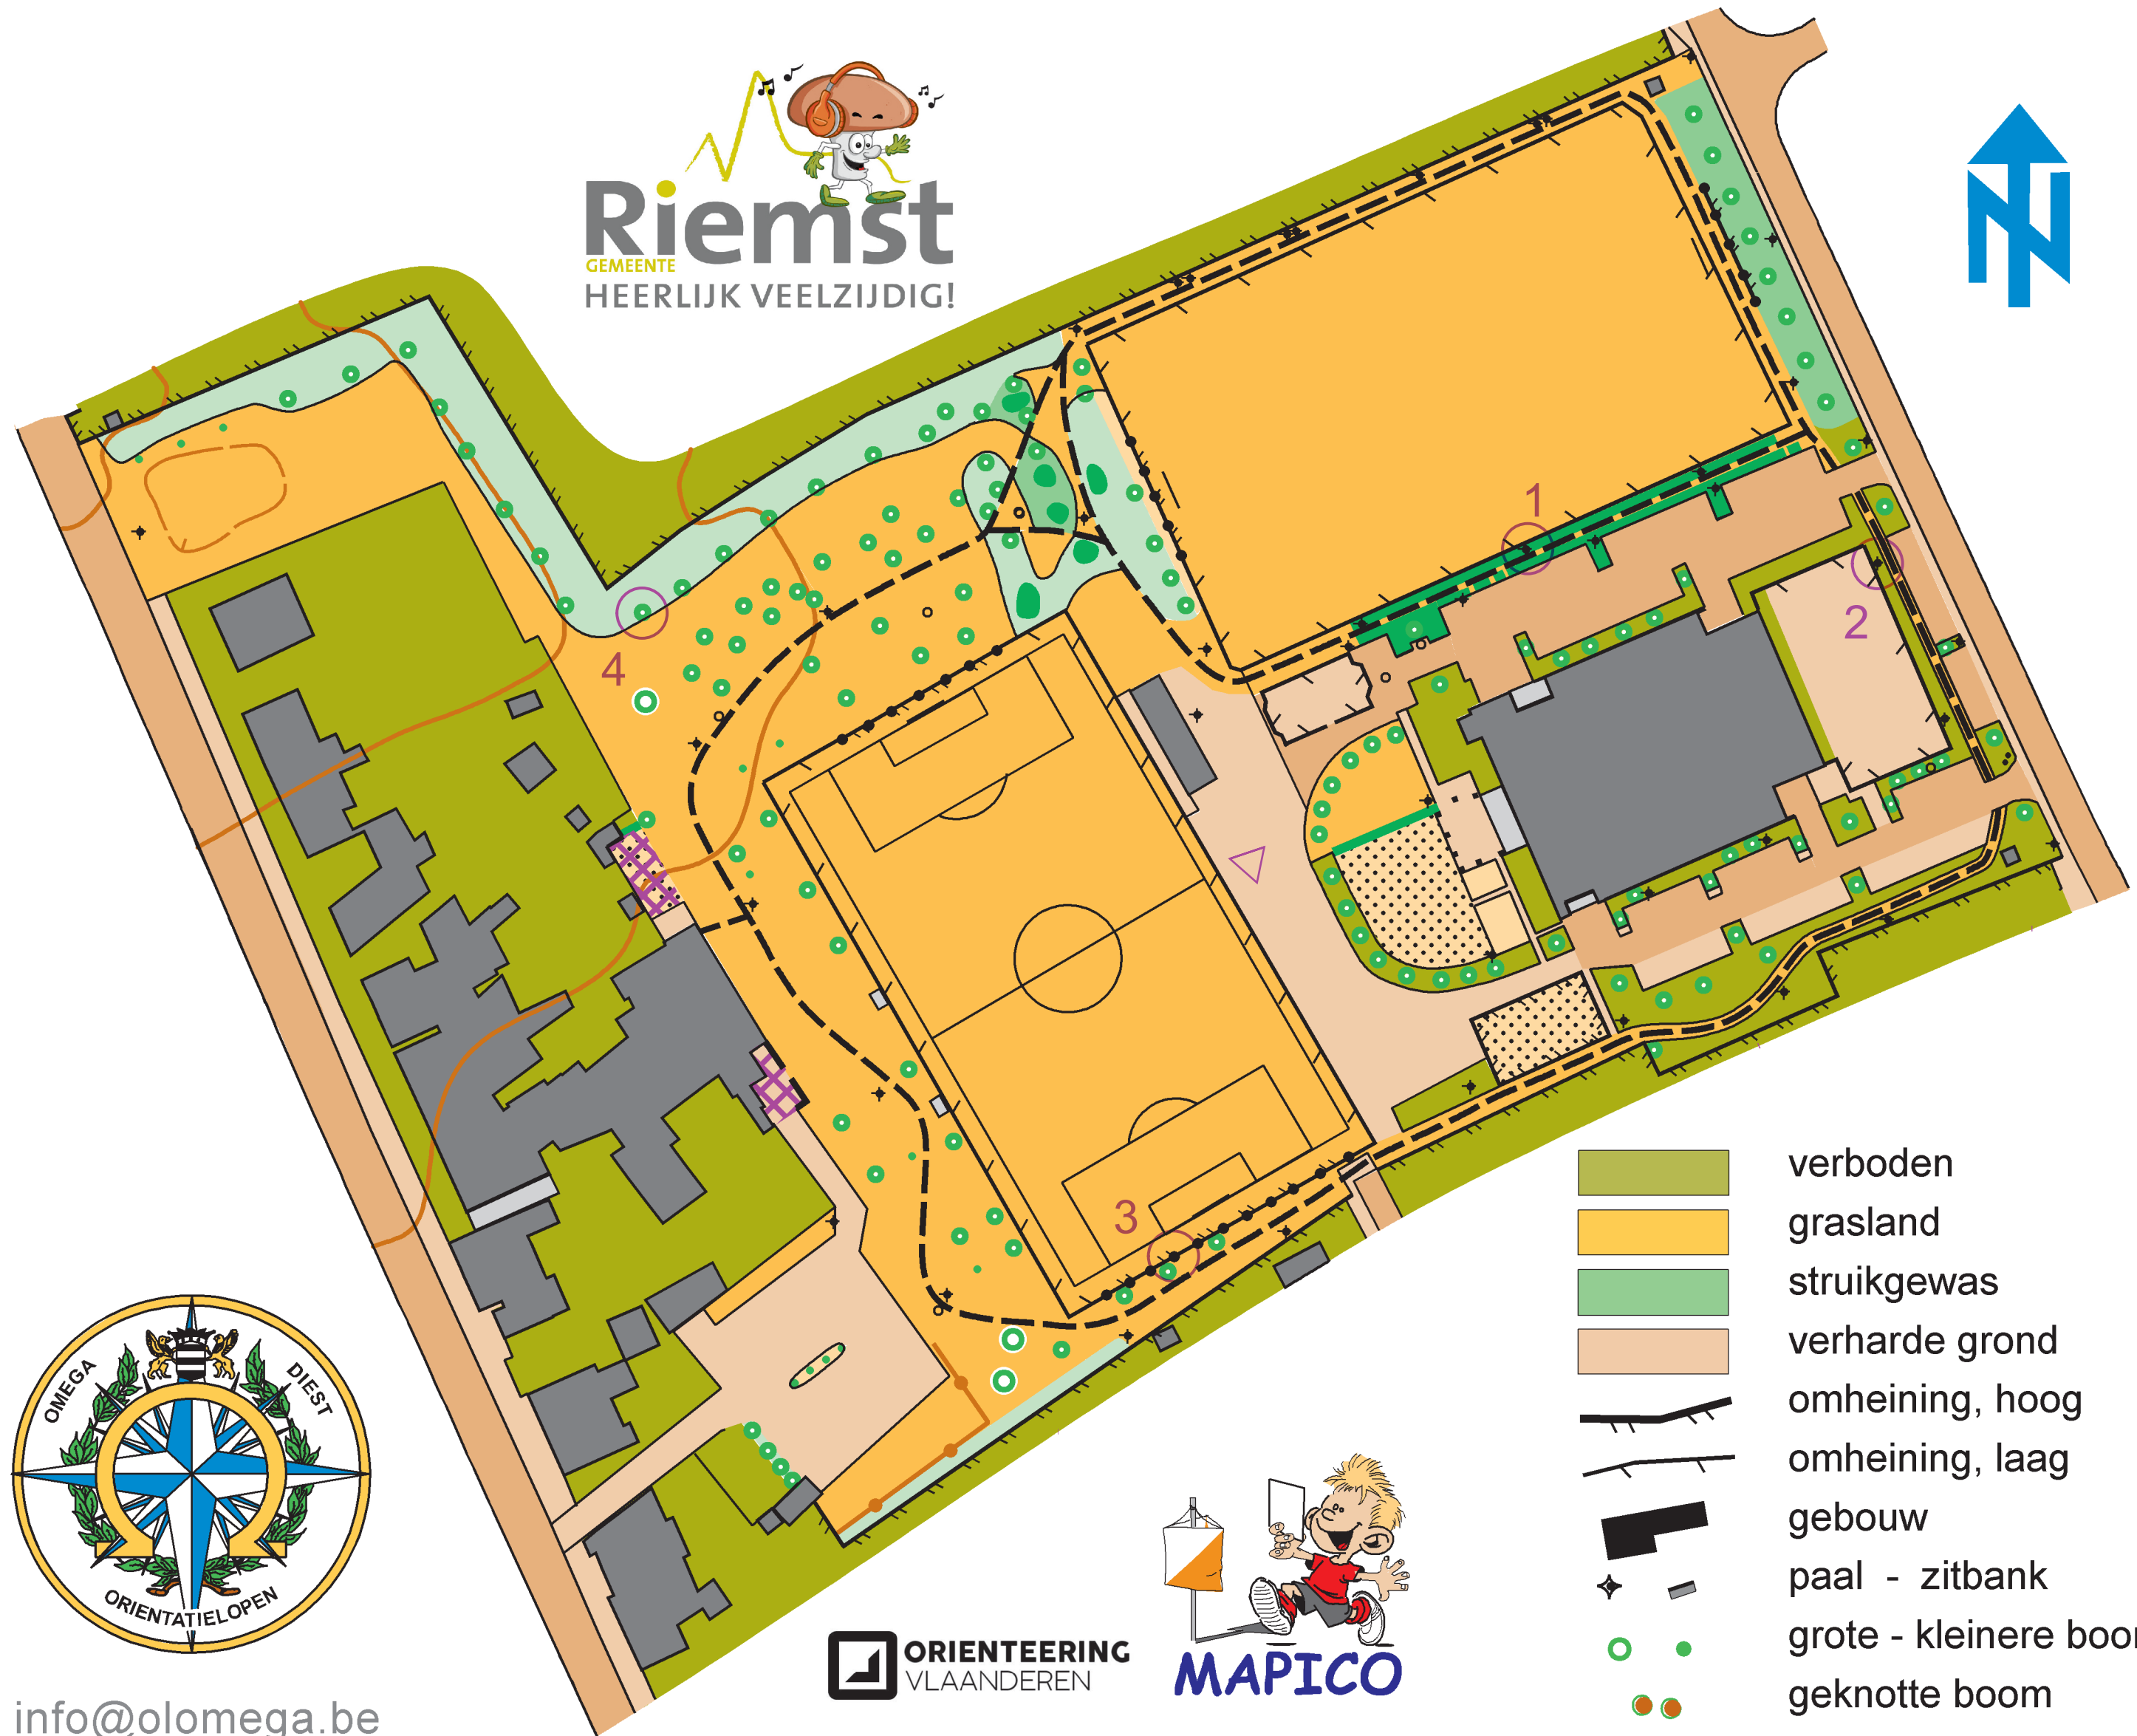 Riemst
GEMEENTE
HEERLIJK VEELZIJDIG!
N
1
2
4
3
verboden
grasland
struikgewas
verharde grond
omheining, hoog
omheining, laag
gebouw
paal - zitbank
grote - kleinere boom
geknotte boom
OMEGA DIEST
ORIENTATIELOPEN
ORIENTEERING
VLAANDEREN
MAPICO
info@olomega.be